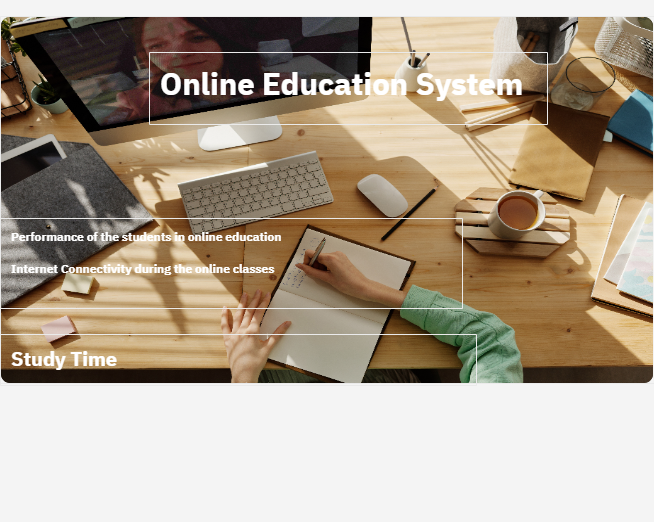 Online Education System
Performance of the students in online education
Internet Connectivity during the online classes
Study Time